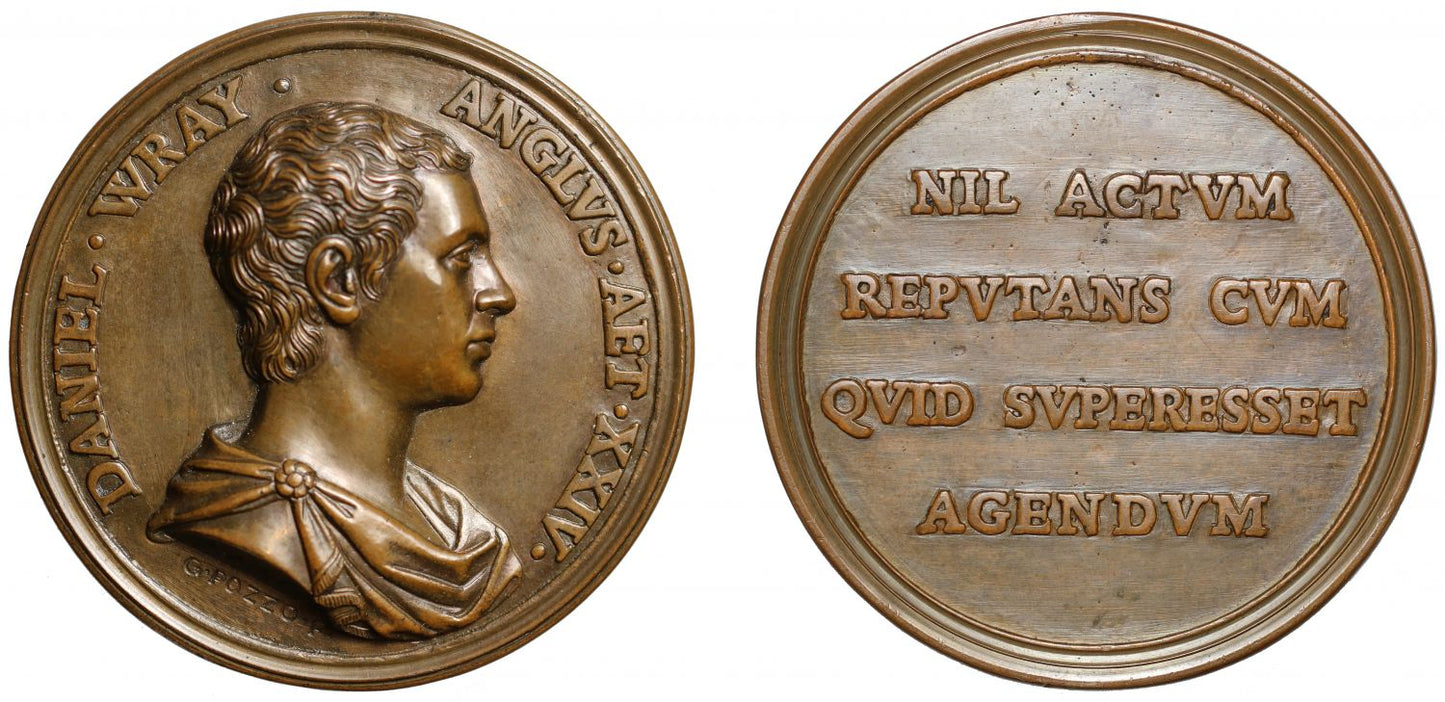 DANIEL · WRAY · ANGLVS · AET · XXIV ·
G · POZZO · F
NIL ACTVM
REPVTANS CVM
QVID SVPERESSET
AGENDVM